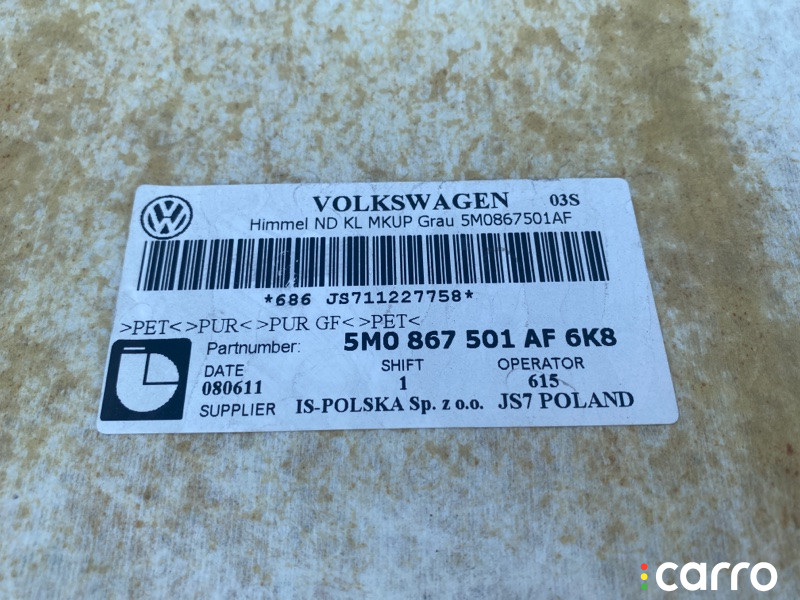 VOLKSWAGEN 03S
Himmel ND KL MKUP Grau 5M0867501AF
*686 JS711227758*
>PET<>PUR<>PUR GF<>PET<
Partnumber: 5M0 867 501 AF 6K8
DATE SHIFT OPERATOR
080611 1 615
SUPPLIER IS-POLSKA Sp. z o.o. JS7 POLAND
carro